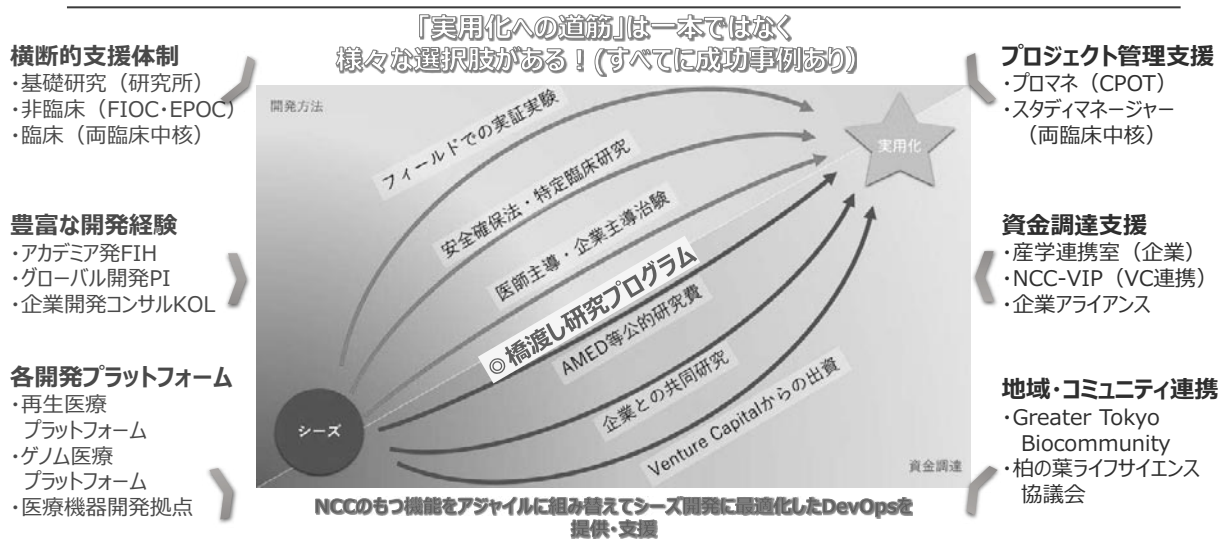 「実用化への道筋」は一本ではなく
様々な選択肢がある！(すべてに成功事例あり)
横断的支援体制
・基礎研究（研究所）
・非臨床（FIOC・EPOC）
・臨床（両臨床中核）
豊富な開発経験
・アカデミア発FIH
・グローバル開発PI
・企業開発コンサルKOL
各開発プラットフォーム
・再生医療
プラットフォーム
・ゲノム医療
プラットフォーム
・医療機器開発拠点
開発方法
フィールドでの実証実験
安全確保法・特定臨床研究
医師主導・企業主導治験
◎橋渡し研究プログラム
AMED等公的研究費
企業との共同研究
Venture Capitalからの出資
シーズ
実用化
資金調達
NCCのもつ機能をアジャイルに組み替えてシーズ開発に最適化したDevOpsを
提供・支援
プロジェクト管理支援
・プロマネ（CPOT）
・スタディマネージャー
（両臨床中核）
資金調達支援
・産学連携室（企業）
・NCC-VIP（VC連携）
・企業アライアンス
地域・コミュニティ連携
・Greater Tokyo
Biocommunity
・柏の葉ライフサイエンス
協議会